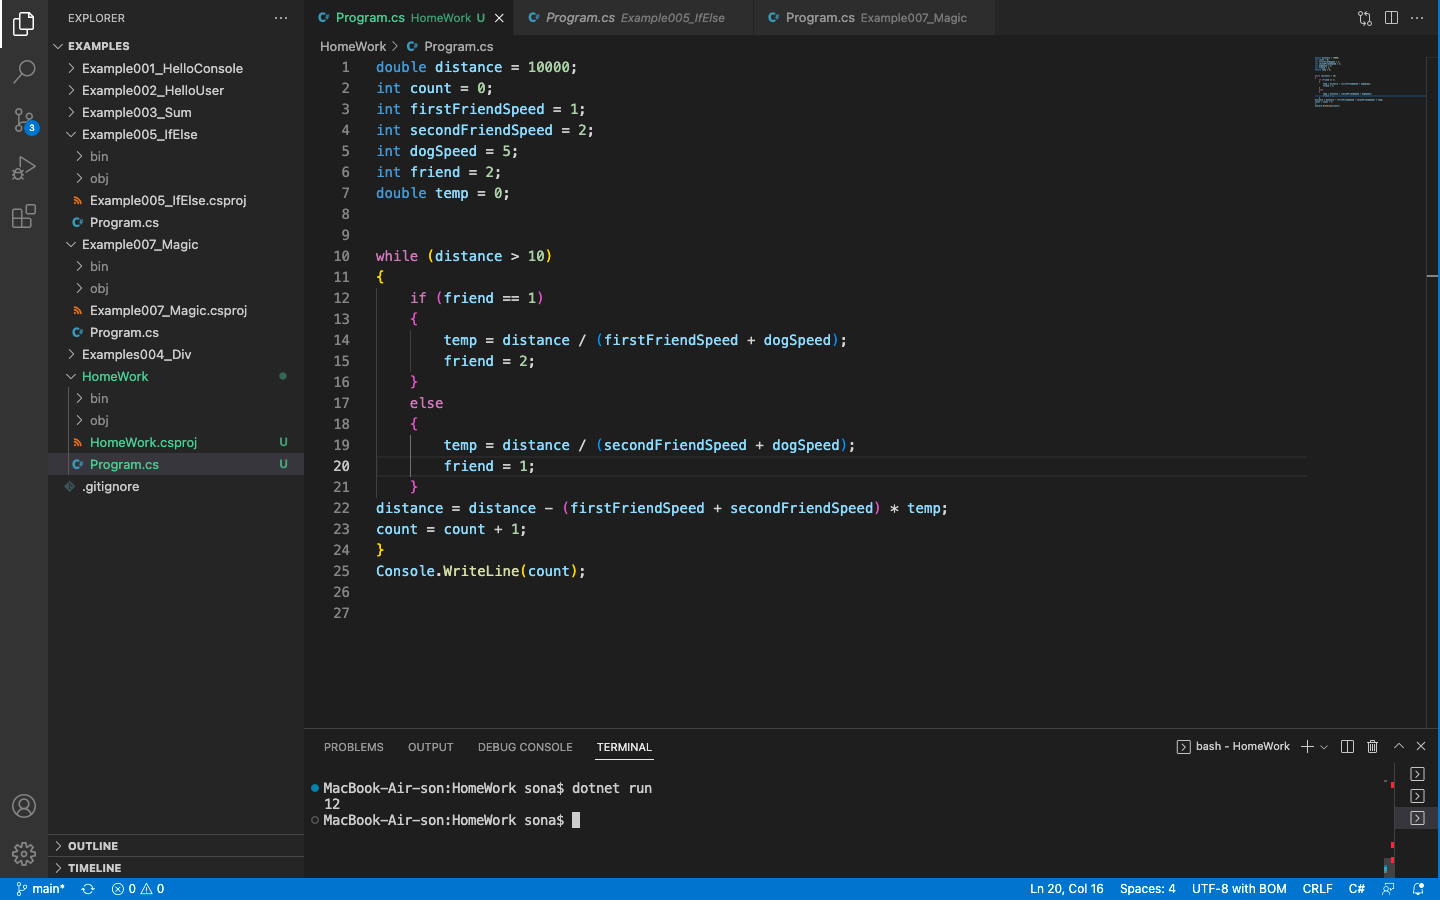 EXPLORER
EXAMPLES
Example001_HelloConsole
Example002_HelloUser
Example003_Sum
Example005_IfElse
bin
obj
Example005_IfElse.csproj
Program.cs
Example007_Magic
bin
obj
Example007_Magic.csproj
Program.cs
Examples004_Div
HomeWork
bin
obj
HomeWork.csproj U
Program.cs U
.gitignore
OUTLINE
TIMELINE
3
Program.cs HomeWork U
Program.cs Example005_IfElse
Program.cs Example007_Magic
HomeWork > Program.cs
1 double distance = 10000;
2 int count = 0;
3 int firstFriendSpeed = 1;
4 int secondFriendSpeed = 2;
5 int dogSpeed = 5;
6 int friend = 2;
7 double temp = 0;
8
9
10 while (distance > 10)
11 {
12 if (friend == 1)
13 {
14 temp = distance / (firstFriendSpeed + dogSpeed);
15 friend = 2;
16 }
17 else
18 {
19 temp = distance / (secondFriendSpeed + dogSpeed);
20 friend = 1;
21 }
22 distance = distance - (firstFriendSpeed + secondFriendSpeed) * temp;
23 count = count + 1;
24 }
25 Console.WriteLine(count);
26
27
PROBLEMS OUTPUT DEBUG CONSOLE TERMINAL
bash - HomeWork
MacBook-Air-son:HomeWork sona$ dotnet run
12
MacBook-Air-son:HomeWork sona$
main* 0 0 Ln 20, Col 16 Spaces: 4 UTF-8 with BOM CRLF C#